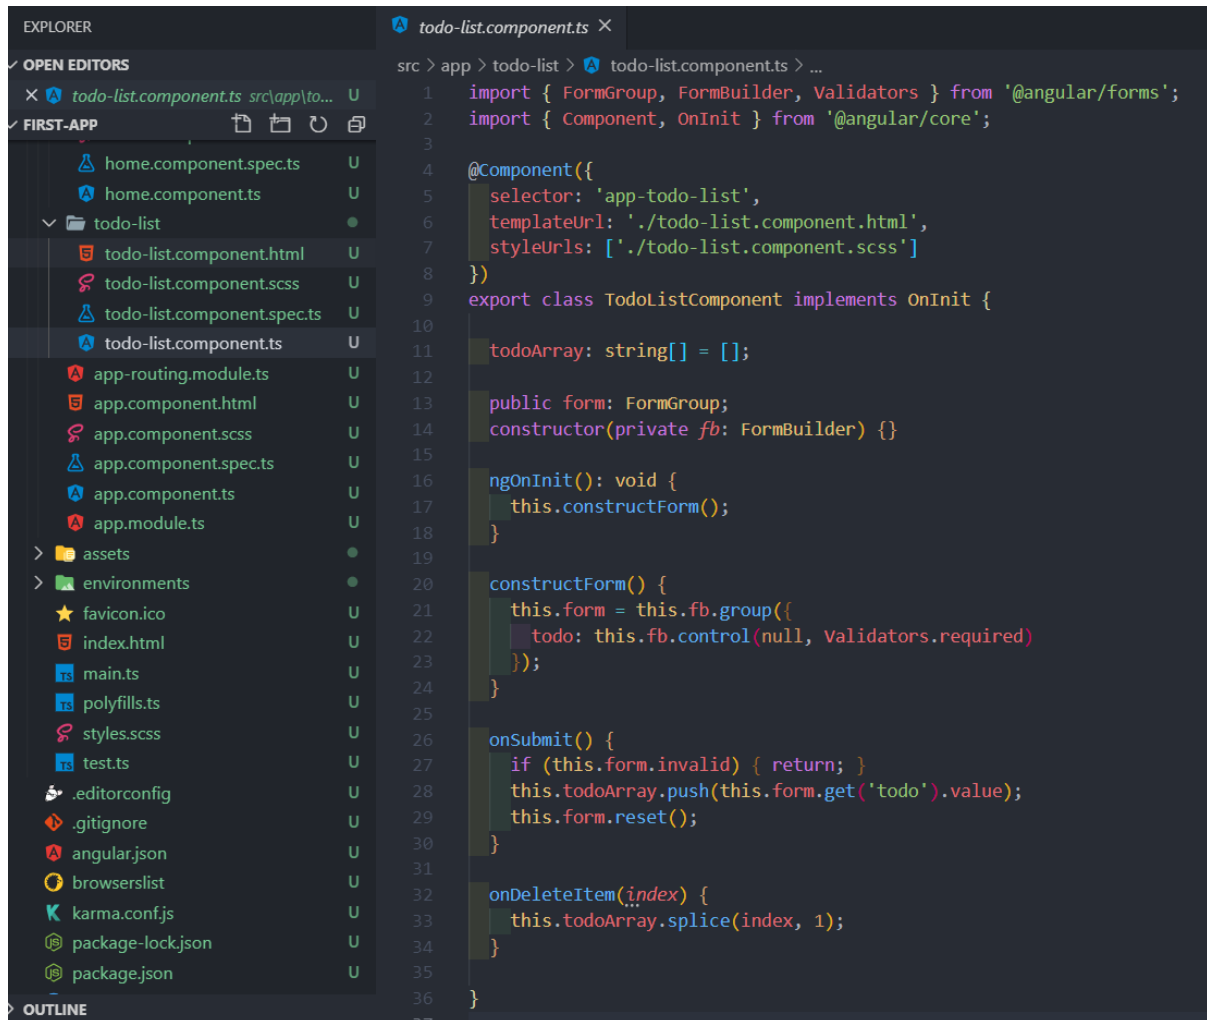 EXPLORER
OPEN EDITORS
todo-list.component.ts src\app\to... U
FIRST-APP
home.component.spec.ts U
home.component.ts U
todo-list
todo-list.component.html U
todo-list.component.scss U
todo-list.component.spec.ts U
todo-list.component.ts U
app-routing.module.ts U
app.component.html U
app.component.scss U
app.component.spec.ts U
app.component.ts U
app.module.ts U
assets
environments
favicon.ico U
index.html U
main.ts U
polyfills.ts U
styles.scss U
test.ts U
.editorconfig U
.gitignore U
angular.json U
browserslist U
karma.conf.js U
package-lock.json U
package.json U
OUTLINE
todo-list.component.ts
src > app > todo-list > todo-list.component.ts > ...
1 import { FormGroup, FormBuilder, Validators } from '@angular/forms';
2 import { Component, OnInit } from '@angular/core';
3
4 @Component({
5 selector: 'app-todo-list',
6 templateUrl: './todo-list.component.html',
7 styleUrls: ['./todo-list.component.scss']
8 })
9 export class TodoListComponent implements OnInit {
10
11 todoArray: string[] = [];
12
13 public form: FormGroup;
14 constructor(private fb: FormBuilder) {}
15
16 ngOnInit(): void {
17 this.constructForm();
18 }
19
20 constructForm() {
21 this.form = this.fb.group({
22 todo: this.fb.control(null, Validators.required)
23 });
24 }
25
26 onSubmit() {
27 if (this.form.invalid) { return; }
28 this.todoArray.push(this.form.get('todo').value);
29 this.form.reset();
30 }
31
32 onDeleteItem(index) {
33 this.todoArray.splice(index, 1);
34 }
35
36 }